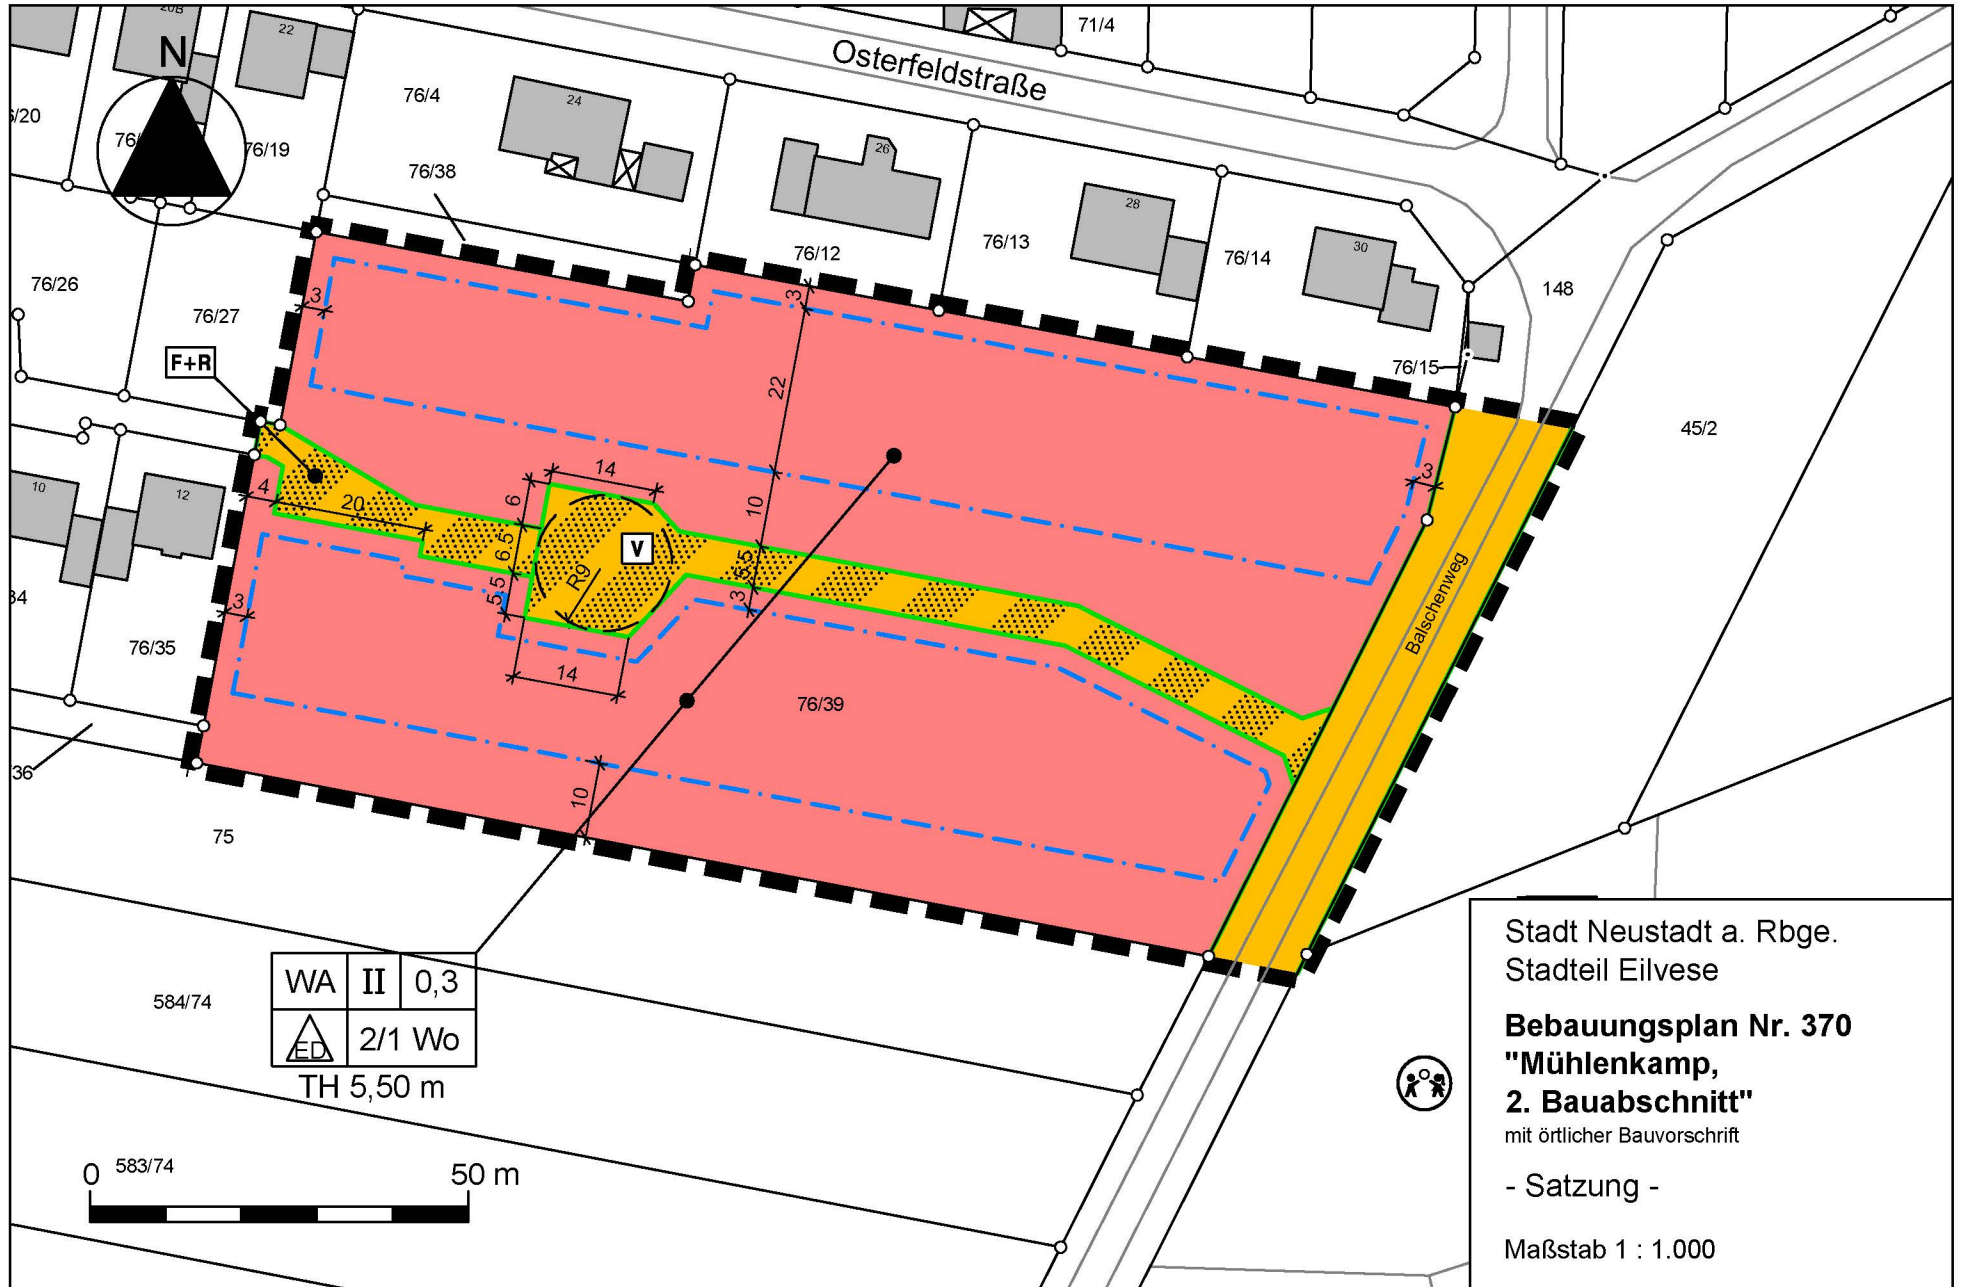 20B
22
N
71/4
Osterfeldstraße
76/4
24
76/19
76/
76/38
26
28
30
76/12
76/13
76/14
148
76/26
76/27
76/15
45/2
F+R
3
3
22
3
14
6
10
4
20
6,5
V
5,5
R9
3
5,5
3
14
10
12
Balschenweg
76/35
76/39
10
36
75
584/74
WA II 0,3
ED 2/1 Wo
TH 5,50 m
0
50 m
583/74
Stadt Neustadt a. Rbge.
Stadteil Eilvese
Bebauungsplan Nr. 370
"Mühlenkamp,
2. Bauabschnitt"
mit örtlicher Bauvorschrift
- Satzung -
Maßstab 1 : 1.000